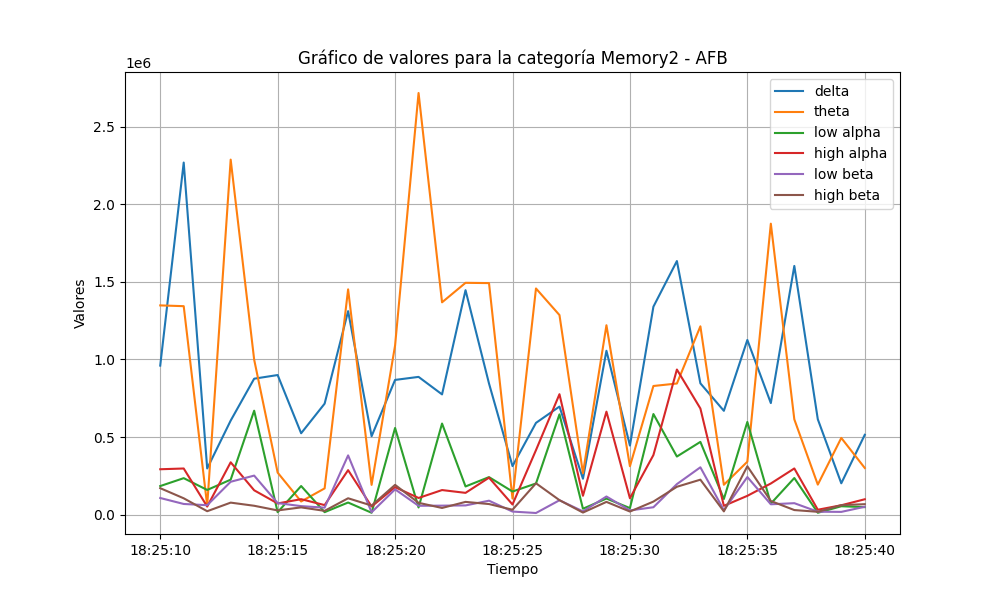 Gráfico de valores para la categoría Memory2 - AFB
1e6
delta
theta
low alpha
high alpha
low beta
high beta
2.5
2.0
1.5
1.0
0.5
0.0
Valores
18:25:10 18:25:15 18:25:20 18:25:25 18:25:30 18:25:35 18:25:40
Tiempo